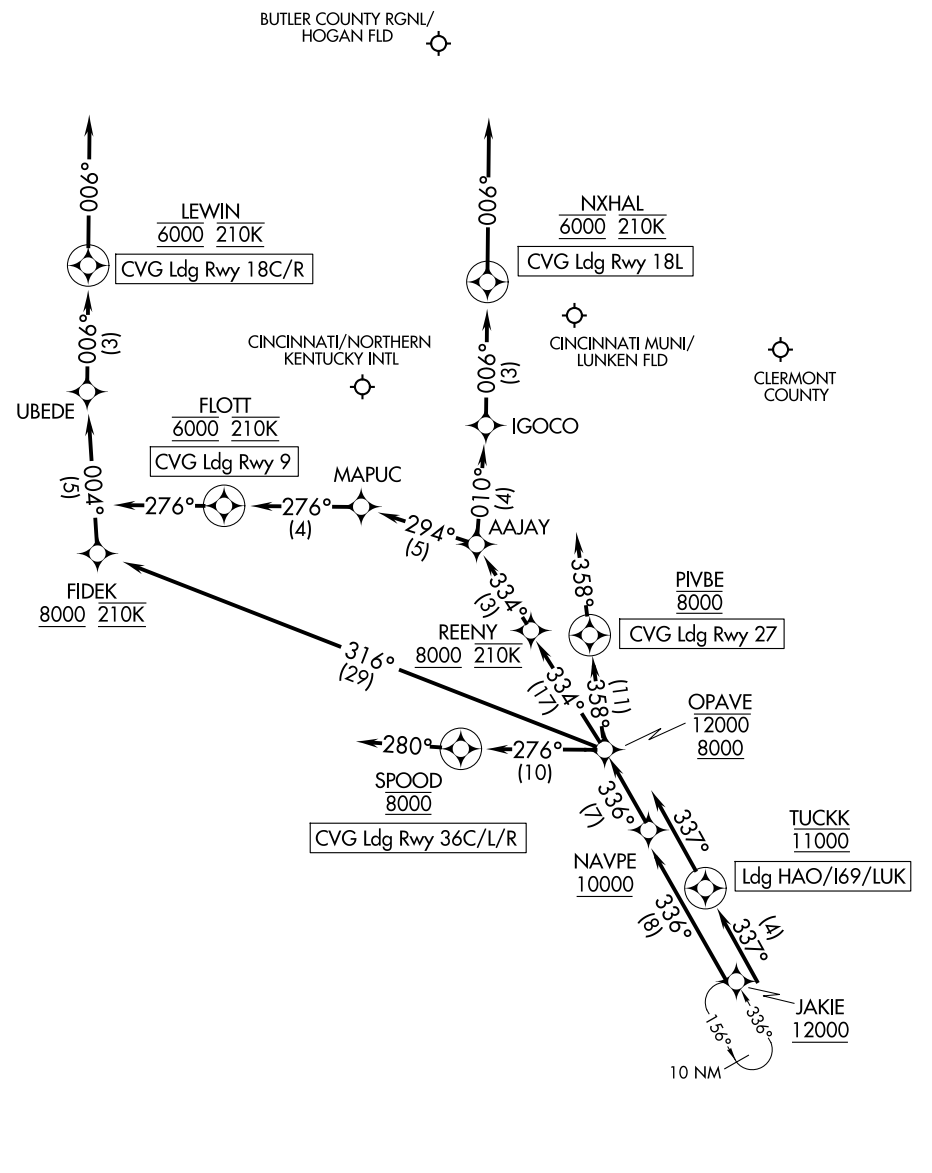 BUTLER COUNTY RGNL/
HOGAN FLD
006°
006°
LEWIN
6000 210K
CVG Ldg Rwy 18C/R
NXHAL
6000 210K
CVG Ldg Rwy 18L
006°
(3)
006°
(3)
CINCINNATI/NORTHERN
KENTUCKY INTL
CINCINNATI MUNI/
LUNKEN FLD
CLERMONT
COUNTY
UBEDE
FLOTT
6000 210K
CVG Ldg Rwy 9
IGOCO
MAPUC
004°
(5)
276°
276°
(4)
294°
(5)
010°
(4)
AAJAY
FIDEK
8000 210K
334°
(3)
358°
REENY
8000 210K
PIVBE
8000
CVG Ldg Rwy 27
316°
(29)
334°
(17)
358°
(11)
OPAVE
12000
8000
280°
276°
(10)
SPOOD
8000
CVG Ldg Rwy 36C/L/R
336°
(7)
337°
TUCKK
11000
Ldg HAO/I69/LUK
NAVPE
10000
336°
(8)
337°
(4)
JAKIE
12000
156°
336°
10 NM